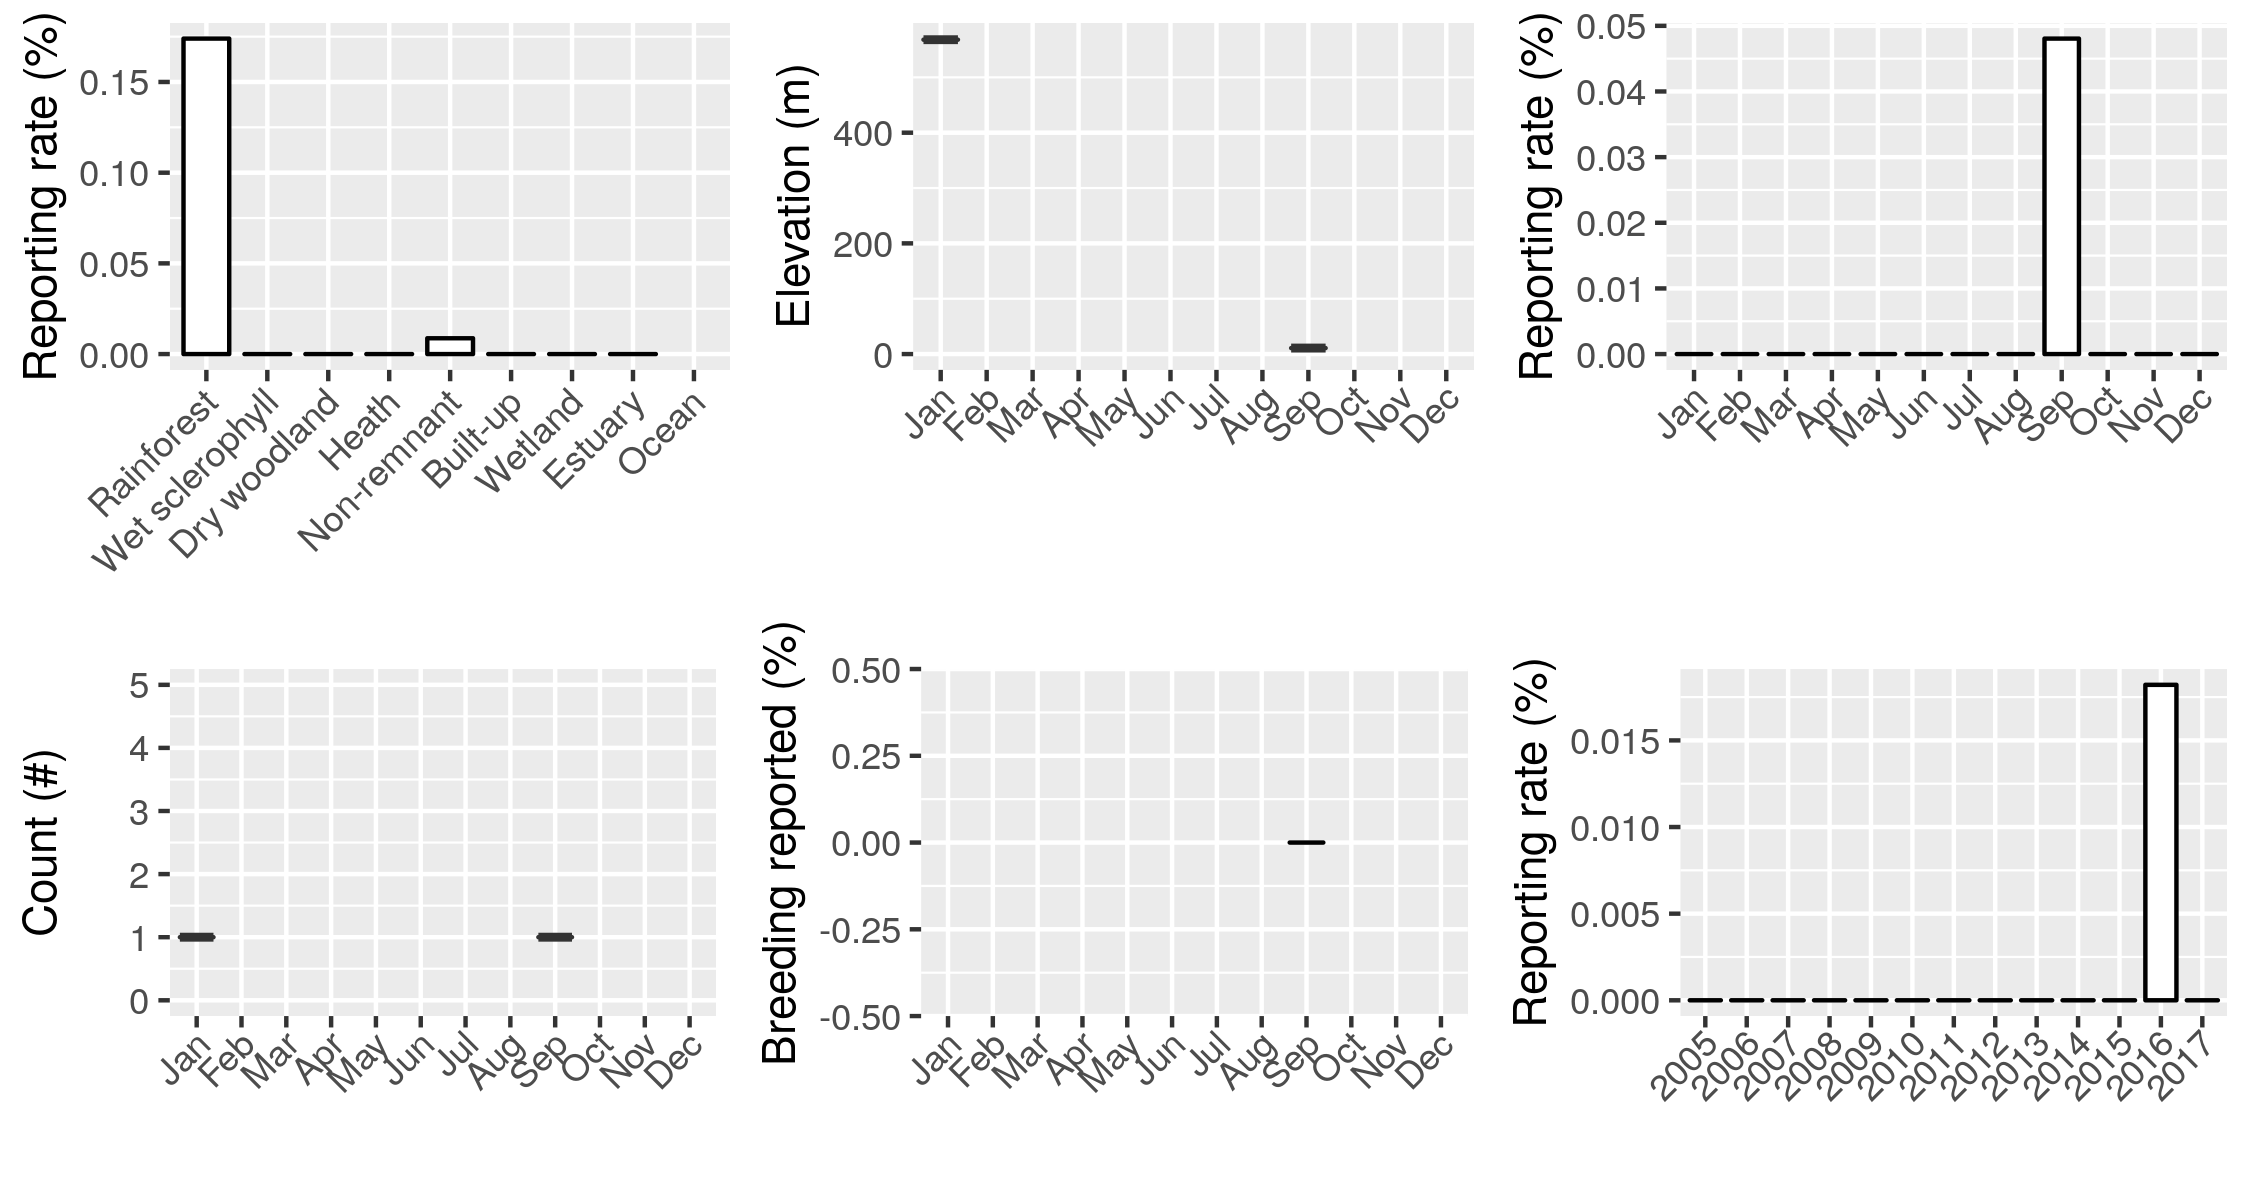 Reporting rate (%)
0.15
0.10
0.05
0.00
Rainforest
Wet sclerophyll
Dry woodland
Heath
Non-remnant
Built-up
Wetland
Estuary
Ocean
Elevation (m)
400
200
0
Jan
Feb
Mar
Apr
May
Jun
Jul
Aug
Sep
Oct
Nov
Dec
Reporting rate (%)
0.05
0.04
0.03
0.02
0.01
0.00
Jan
Feb
Mar
Apr
May
Jun
Jul
Aug
Sep
Oct
Nov
Dec
Count (#)
5
4
3
2
1
0
Jan
Feb
Mar
Apr
May
Jun
Jul
Aug
Sep
Oct
Nov
Dec
Breeding reported (%)
0.50
0.25
0.00
-0.25
-0.50
Jan
Feb
Mar
Apr
May
Jun
Jul
Aug
Sep
Oct
Nov
Dec
Reporting rate (%)
0.015
0.010
0.005
0.000
2005
2006
2007
2008
2009
2010
2011
2012
2013
2014
2015
2016
2017